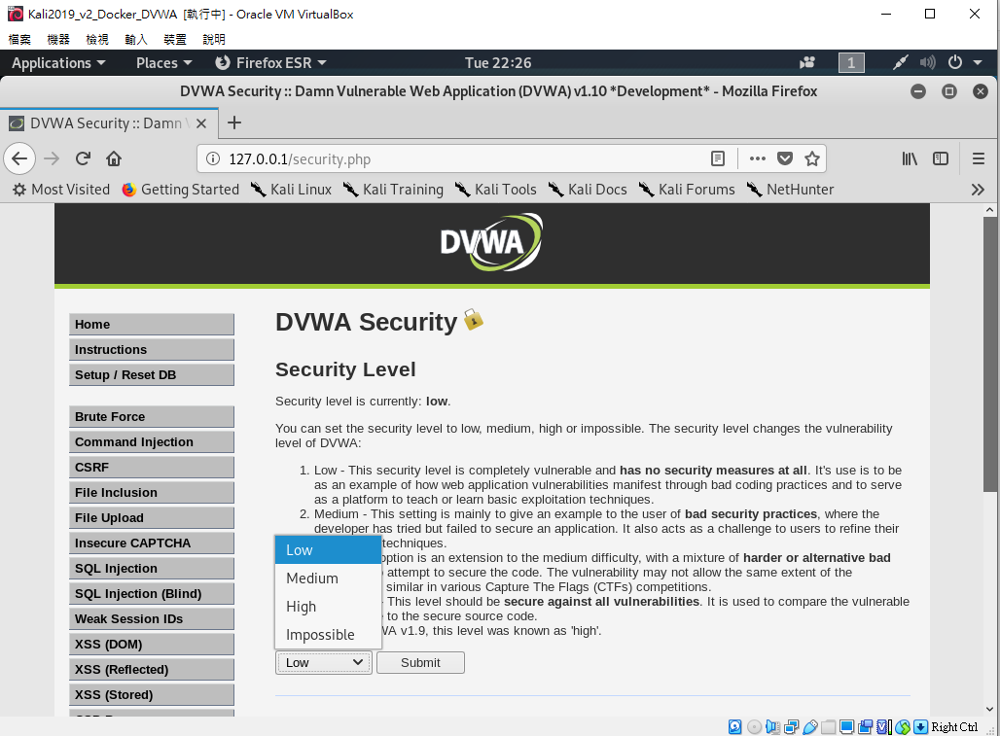 Kali2019_v2_Docker_DVWA [執行中] - Oracle VM VirtualBox
檔案 機器 檢視 輸入 裝置 說明
Applications Places Firefox ESR Tue 22:26 1
DVWA Security :: Damn Vulnerable Web Application (DVWA) v1.10 *Development* - Mozilla Firefox
DVWA Security :: Damn V
127.0.0.1/security.php
Most Visited Getting Started Kali Linux Kali Training Kali Tools Kali Docs Kali Forums NetHunter
DVWA
Home
Instructions
Setup / Reset DB
Brute Force
Command Injection
CSRF
File Inclusion
File Upload
Insecure CAPTCHA
SQL Injection
SQL Injection (Blind)
Weak Session IDs
XSS (DOM)
XSS (Reflected)
XSS (Stored)
DVWA Security
Security Level
Security level is currently: low.
You can set the security level to low, medium, high or impossible. The security level changes the vulnerability
level of DVWA:
1. Low - This security level is completely vulnerable and has no security measures at all. It's use is to be
as an example of how web application vulnerabilities manifest through bad coding practices and to serve
as a platform to teach or learn basic exploitation techniques.
2. Medium - This setting is mainly to give an example to the user of bad security practices, where the
developer has tried but failed to secure an application. It also acts as a challenge to users to refine their
techniques.
option is an extension to the medium difficulty, with a mixture of harder or alternative bad
attempt to secure the code. The vulnerability may not allow the same extent of the
similar in various Capture The Flags (CTFs) competitions.
- This level should be secure against all vulnerabilities. It is used to compare the vulnerable
to the secure source code.
v1.9, this level was known as 'high'.
Low
Medium
High
Impossible
Low Submit
Right Ctrl